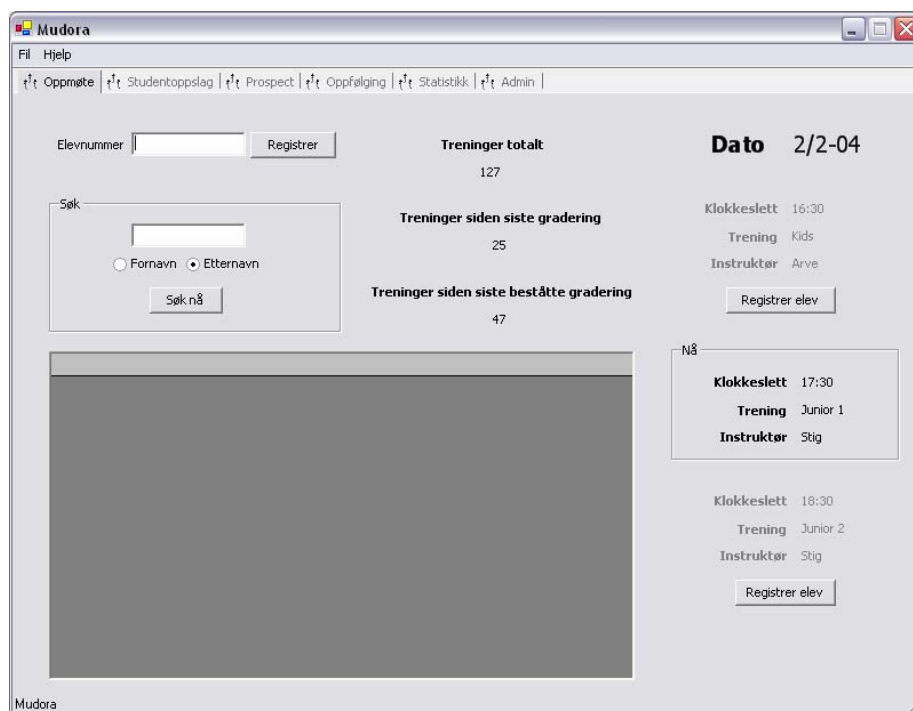 Mudora
Fil Hjelp
Oppmøte Studentoppslag Prospect Oppfølging Statistikk Admin
Elevnummer Registrer
Søk
Fornavn Etternavn
Søk nå
Treninger totalt
127
Treninger siden siste gradering
25
Treninger siden siste beståtte gradering
47
Dato 2/2-04
Klokkeslett 16:30
Trening Kids
Instruktør Arve
Registrer elev
Nå
Klokkeslett 17:30
Trening Junior 1
Instruktør Stig
Klokkeslett 18:30
Trening Junior 2
Instruktør Stig
Registrer elev
Mudora